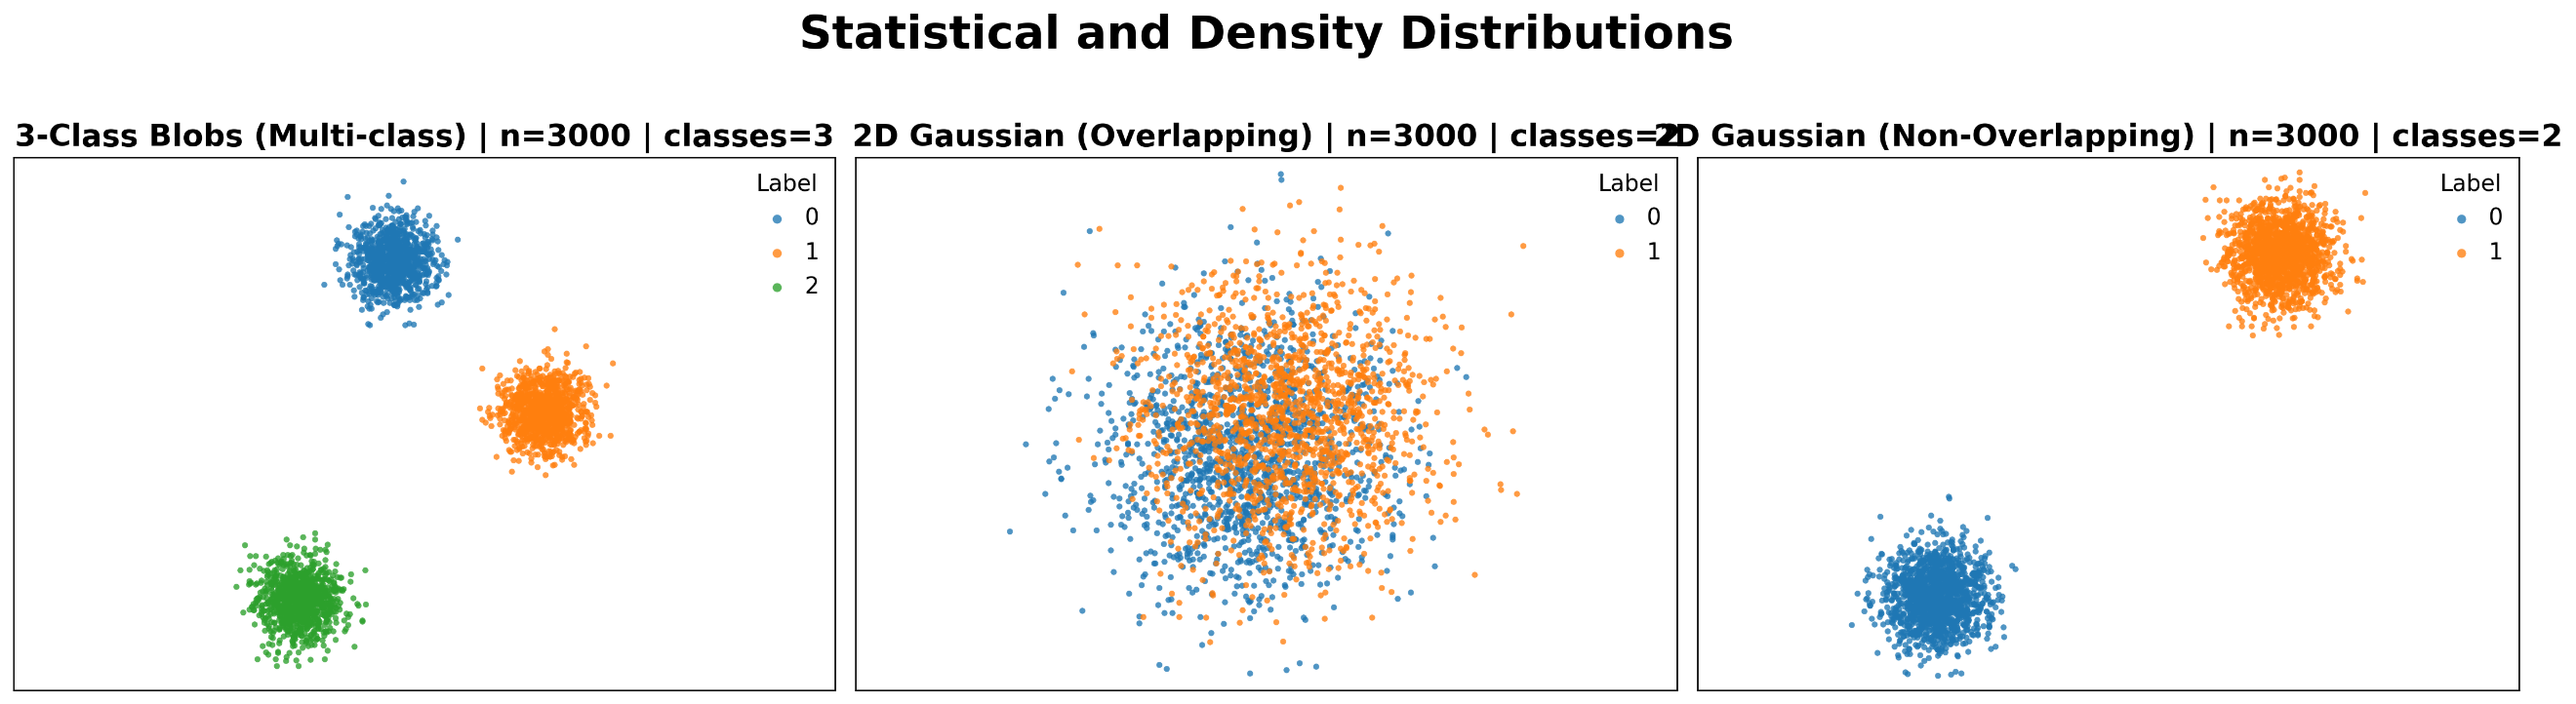 Statistical and Density Distributions
3-Class Blobs (Multi-class) | n=3000 | classes=3
Label
0
1
2
2D Gaussian (Overlapping) | n=3000 | classes=2
Label
0
1
2D Gaussian (Non-Overlapping) | n=3000 | classes=2
Label
0
1